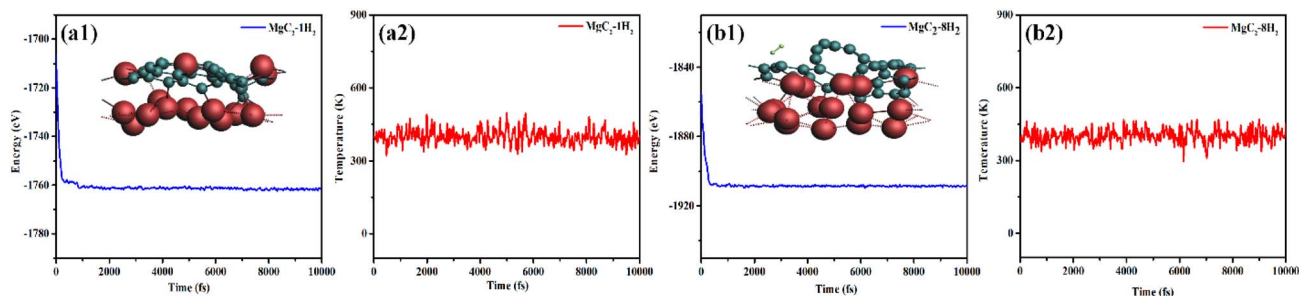 (a1)
MgC2-1H2
-1700
-1720
-1740
-1760
-1780
Energy (eV)
0
2000
4000
6000
8000
10000
Time (fs)
(a2)
MgC2-1H2
900
600
300
0
Temperature (K)
0
2000
4000
6000
8000
10000
Time (fs)
(b1)
MgC2-8H2
-1840
-1880
-1920
Energy (eV)
0
2000
4000
6000
8000
10000
Time (fs)
(b2)
MgC2-8H2
900
600
300
0
Temerature (K)
0
2000
4000
6000
8000
10000
Time (fs)